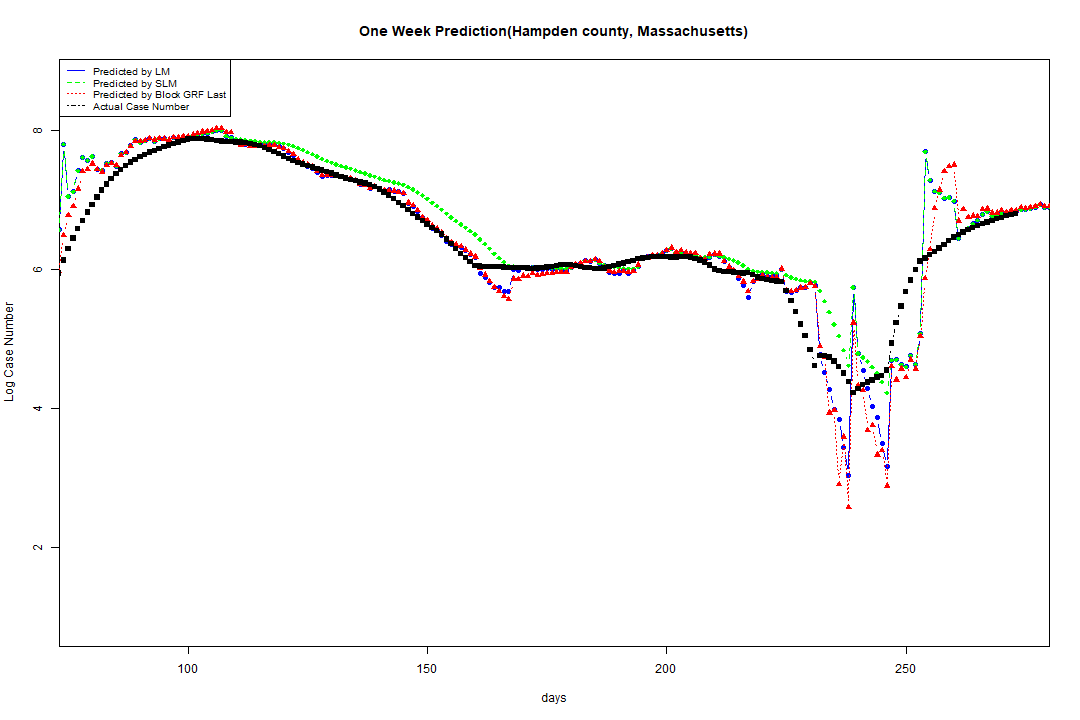 One Week Prediction(Hampden county, Massachusetts)
Predicted by LM
Predicted by SLM
Predicted by Block GRF Last
Actual Case Number
8
6
4
2
Log Case Number
100 150 200 250
days